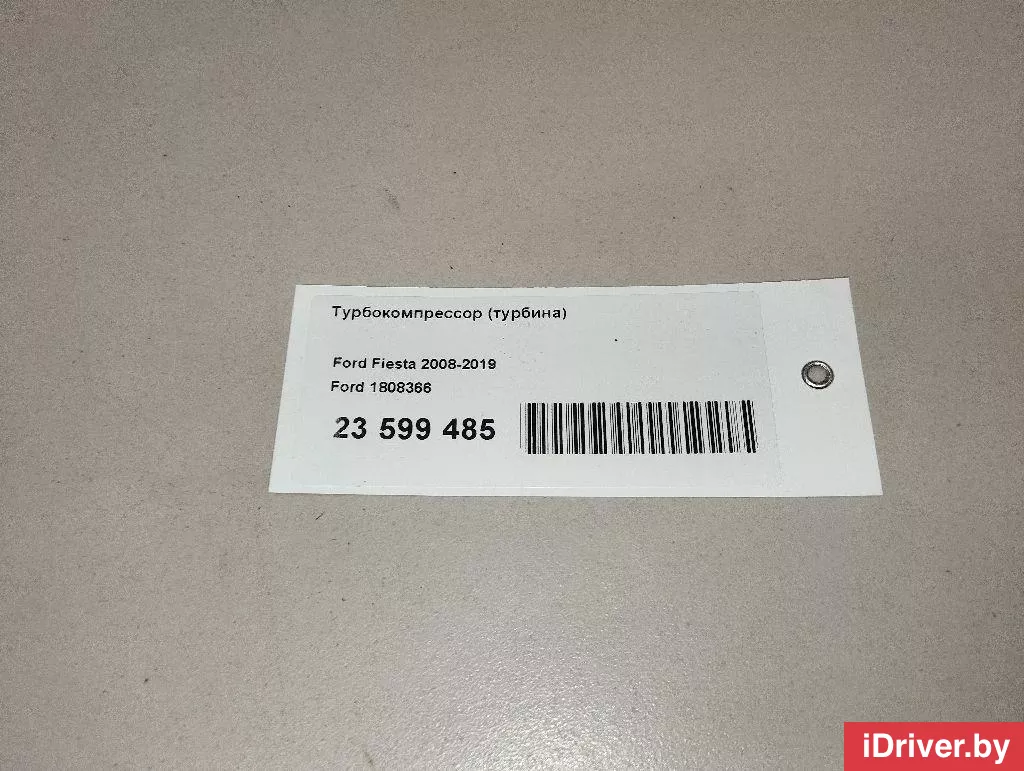 Турбокомпрессор (турбина)
Ford Fiesta 2008-2019
Ford 1808366
23 599 485
iDriver.by